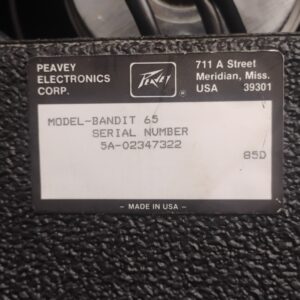 PEAVEY
ELECTRONICS
CORP.
PEAVEY
®
711 A Street
Meridian, Miss.
USA 39301
MODEL-BANDIT 65
SERIAL NUMBER
5A-02347322
85D
– MADE IN USA –